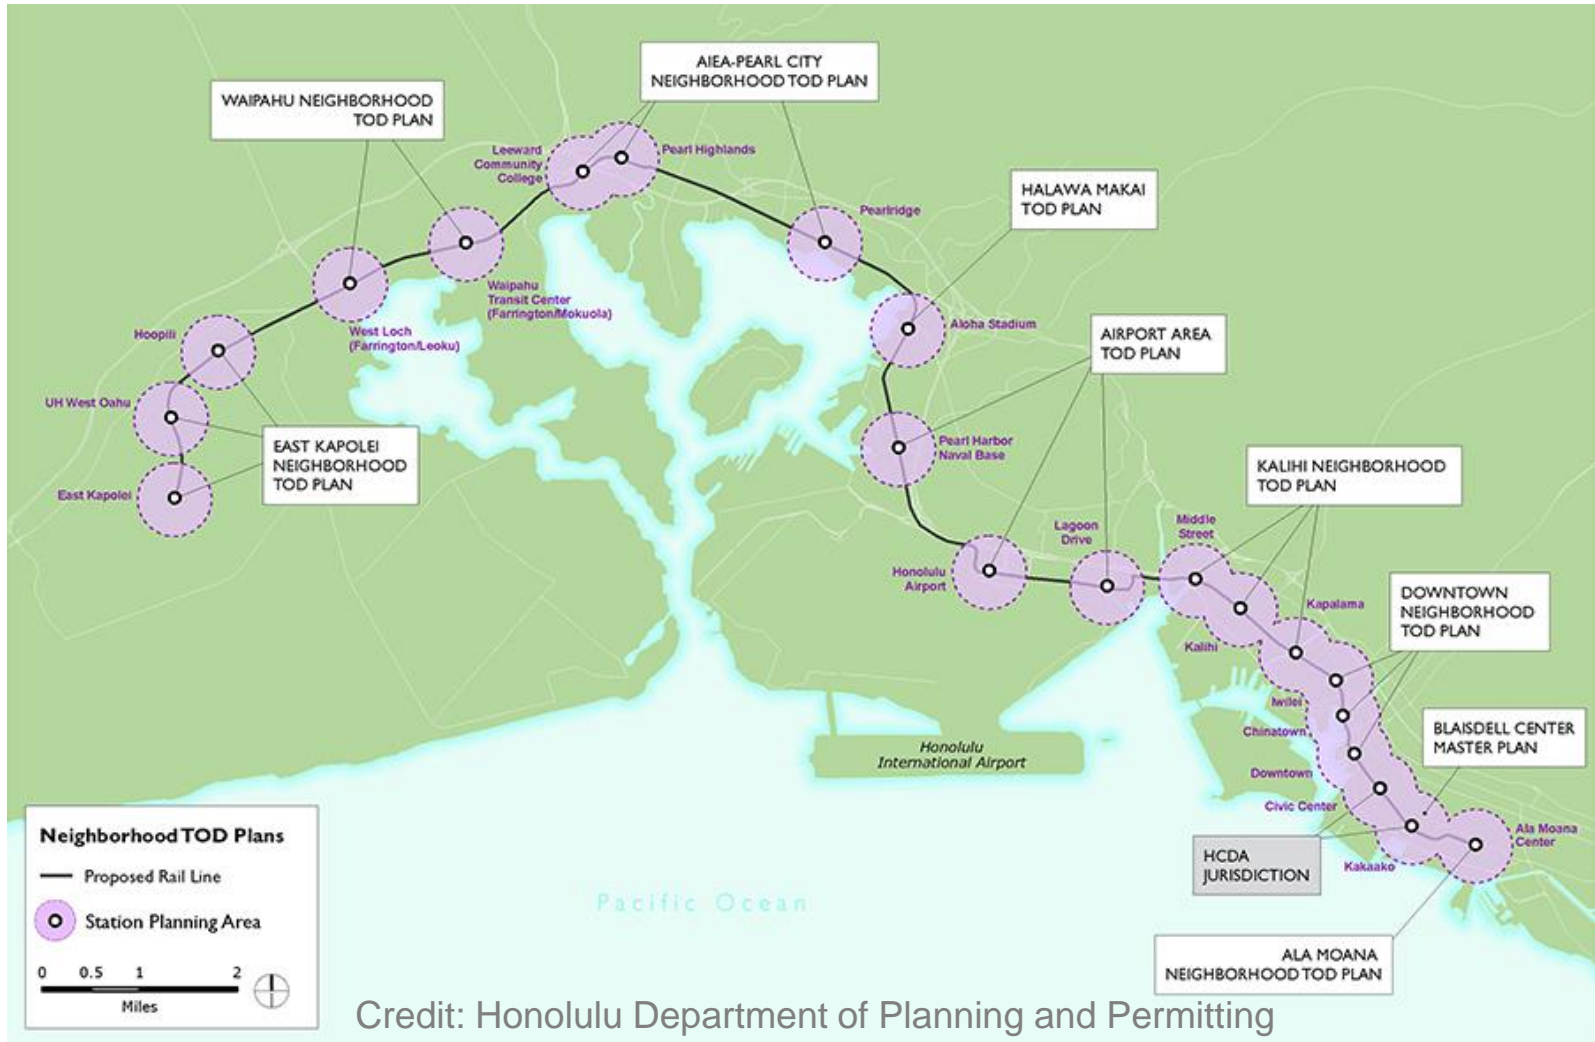 AIEA-PEARL CITY
NEIGHBORHOOD TOD PLAN
WAIPAHU NEIGHBORHOOD
TOD PLAN
Leeward
Community
College
Pearl Highlands
HALAWA MAKAI
TOD PLAN
Pearlridge
Waipahu
Transit Center
(Farrington/Mokuola)
Hoopili
West Loch
(Farrington/Leoku)
Aloha Stadium
AIRPORT AREA
TOD PLAN
UH West Oahu
EAST KAPOLEI
NEIGHBORHOOD
TOD PLAN
East Kapolei
Pearl Harbor
Naval Base
KALIHI NEIGHBORHOOD
TOD PLAN
Lagoon
Drive
Middle
Street
Honolulu
Airport
Kapalama
DOWNTOWN
NEIGHBORHOOD
TOD PLAN
Kalihi
Iwilei
Chinatown
BLAISDELL CENTER
MASTER PLAN
Honolulu
International Airport
Downtown
Civic Center
Ala Moana
Center
HCDA
JURISDICTION
Kakaako
ALA MOANA
NEIGHBORHOOD TOD PLAN
Pacific Ocean
Neighborhood TOD Plans
Proposed Rail Line
Station Planning Area
0 0.5 1 2
Miles
Credit: Honolulu Department of Planning and Permitting